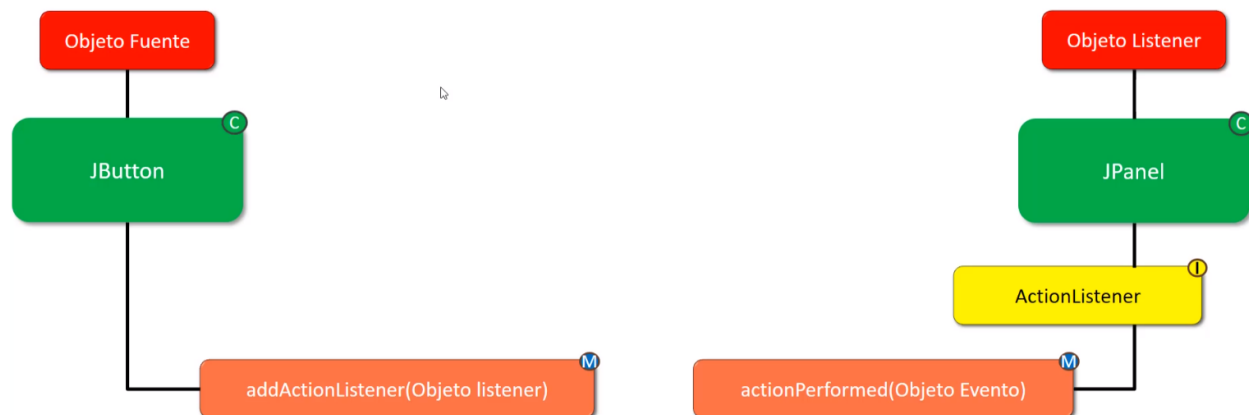 Objeto Fuente
Objeto Listener
C
C
JButton
JPanel
I
ActionListener
M
M
addActionListener(Objeto listener)
actionPerformed(Objeto Evento)